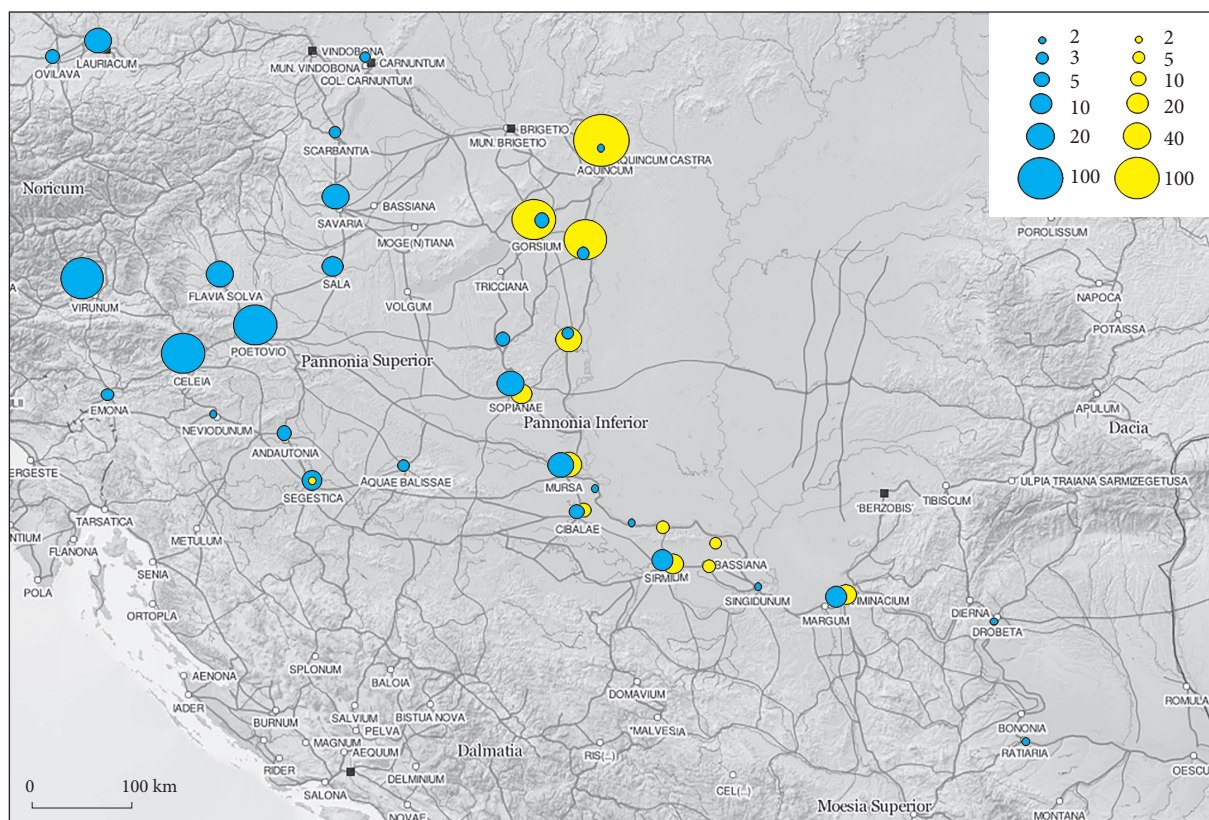 2 2
3 5
5 10
10 20
20 40
100 100
OVILAVA
LAURIACUM
VINDOBONA
MUN. VINDOBONA
CARNUNTUM
COL. CARNUNTUM
SCARBANTIA
BRIGETIO
MUN. BRIGETIO
AQUINCUM CASTRA
AQUINCUM
Noricum
SAVARIA
BASSIANA
MOGE(N)TIANA
GORSIUM
POROLISSUM
VIRUNUM
FLAVIA SOLVA
SALA
VOLGUM
TRICCIANA
NAPOCA
POTAISSA
POETOVIO
Pannonia Superior
CELEIA
EMONA
NEVIODUNUM
SOPIANAE
Pannonia Inferior
APULUM
Dacia
ANDAUTONIA
ERGESTE
SEGESTICA
AQUAE BALISSAE
MURSA
ULPIA TRAIANA SARMIZEGETUSA
TIBISCUM
'BERZOBIS'
TARSATICA
NTIUM
FLANONA
METULUM
CIBALAE
POLA
SENIA
ORTOPLA
SIRMIUM
BASSIANA
SINGIDUNUM
MARGUM
VIMINACIUM
DIERNA
DROBETA
AENONA
SPLONUM
BALOIA
IADER
BURNUM
SALVIUM
PELVA
BISTUA NOVA
DOMAVIUM
"MALVESIA
ROMULA
MAGNUM
AEQUUM
RIDER
DELMINIUM
Dalmatia
RIS(...)
BONONIA
RATIARIA
OESCU
CEL(...)
SALONA
NOVAE
Moesia Superior
MONTANA
0 100 km